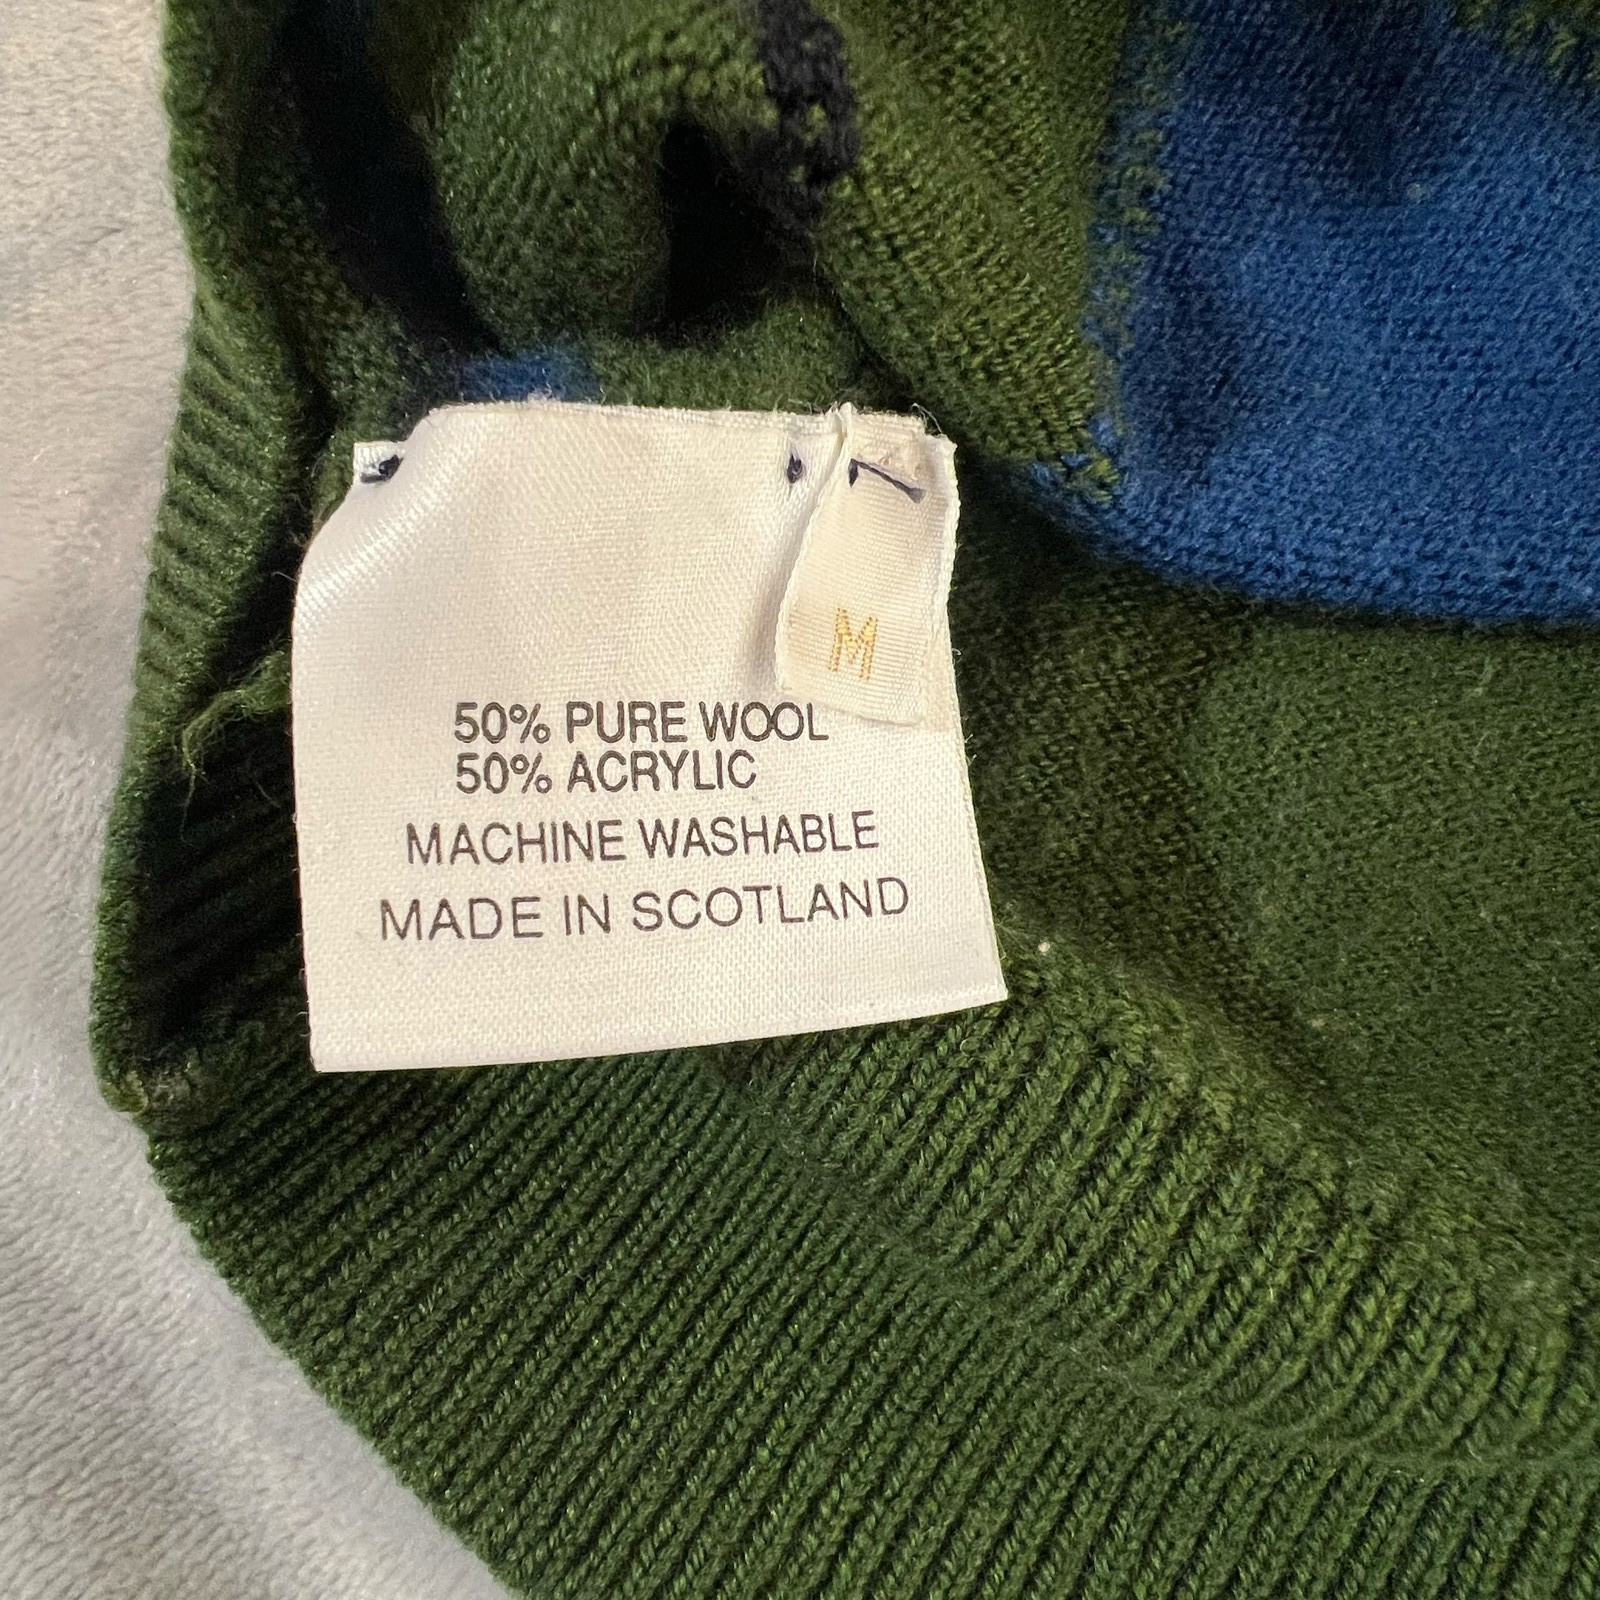 M
50% PURE WOOL
50% ACRYLIC
MACHINE WASHABLE
MADE IN SCOTLAND